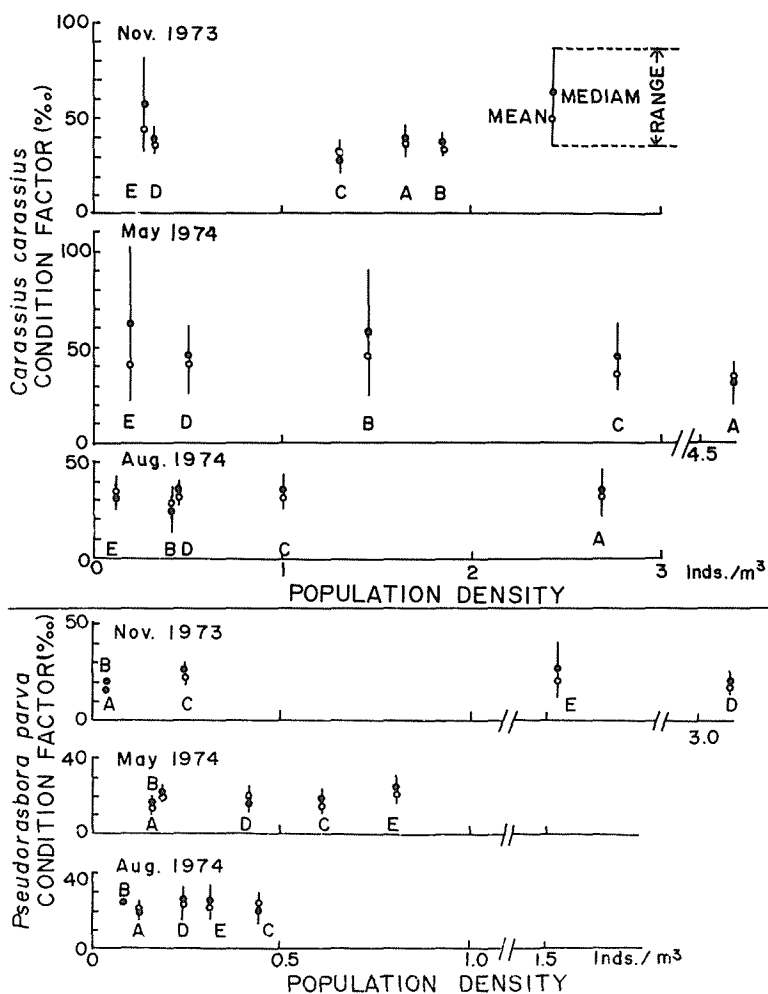 Carassius carassius
CONDITION FACTOR (‰)
100
50
0
Nov. 1973
E D C A B
MEDIAM
MEAN
RANGE
May 1974
100
50
0
E D B C A
4.5
Aug. 1974
50
0
E B D C A
0 1 2 3 Inds./m³
POPULATION DENSITY
Pseudorasbora parva
CONDITION FACTOR (‰)
50
0
Nov. 1973
B
A C E D
3.0
May 1974
40
0
B
A D C E
Aug. 1974
40
0
B
A D E C
0 0.5 1.0 1.5 Inds./m³
POPULATION DENSITY